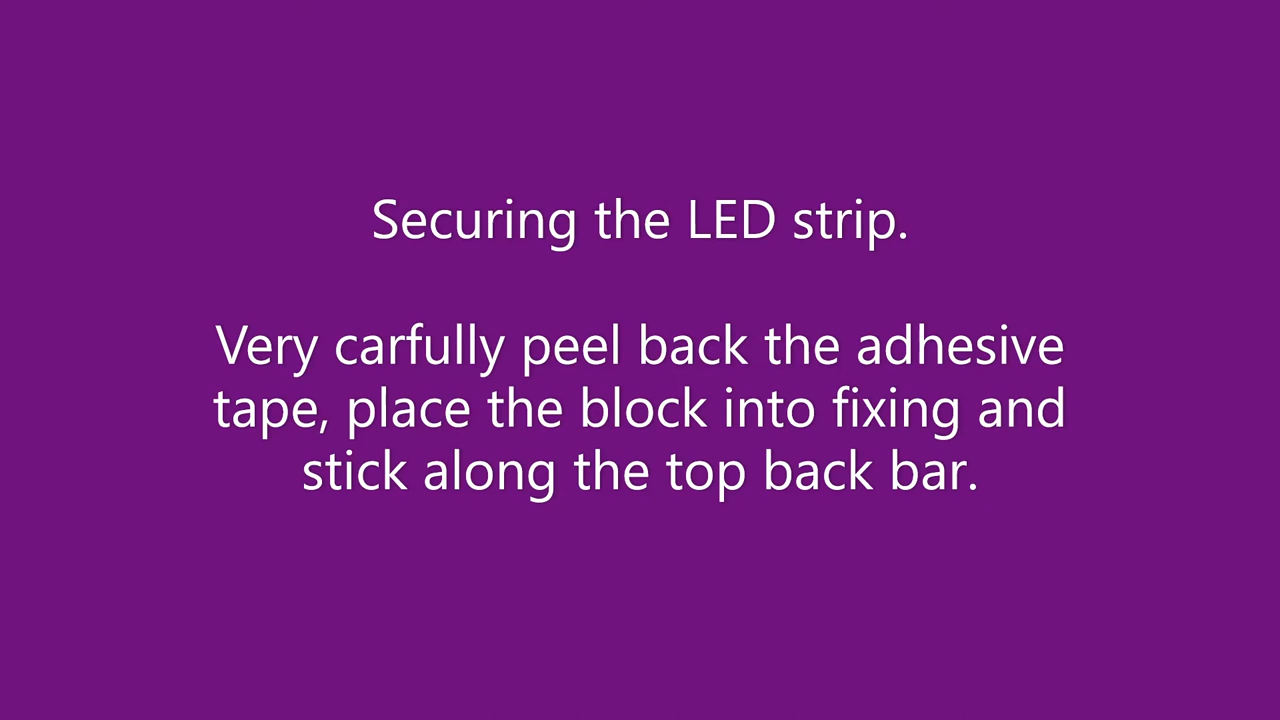 Securing the LED strip.
Very carfully peel back the adhesive
tape, place the block into fixing and
stick along the top back bar.